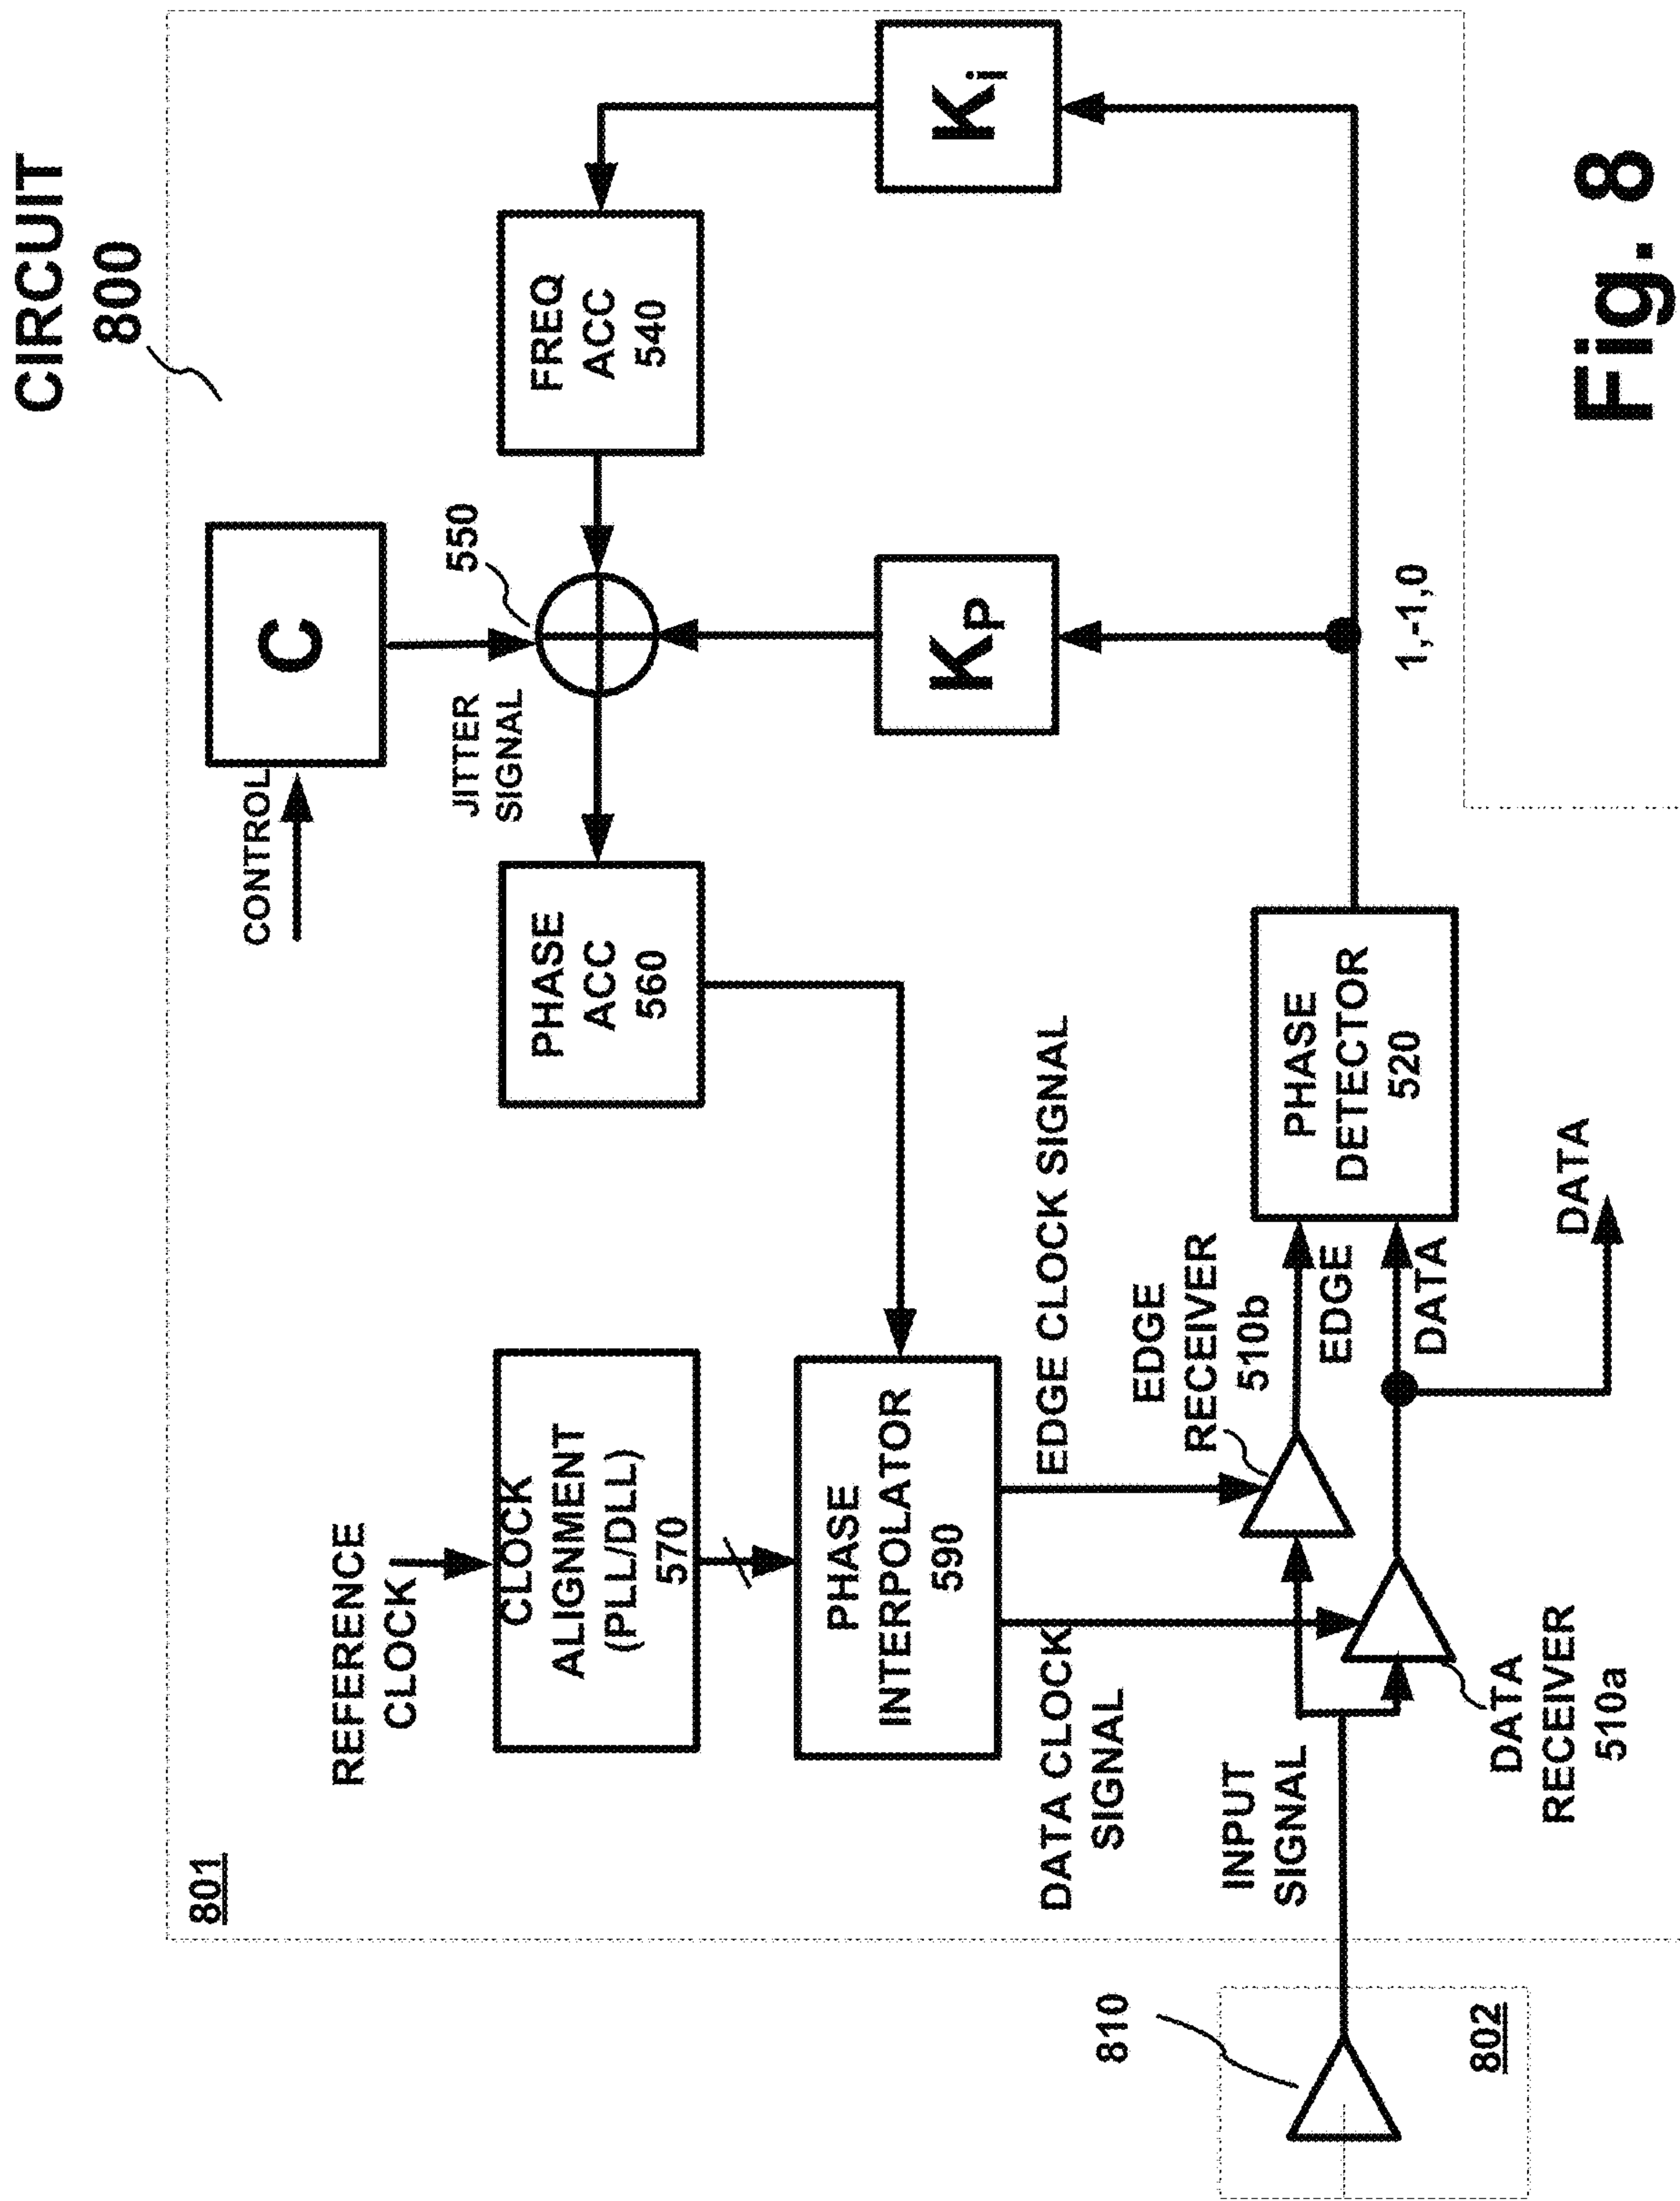 CIRCUIT
800
801
REFERENCE
CLOCK
CONTROL
C
CLOCK
ALIGNMENT
(PLL/DLL)
570
PHASE
ACC
560
JITTER
SIGNAL
550
FREQ
ACC
540
PHASE
INTERPOLATOR
590
KP
Ki
DATA CLOCK
SIGNAL
EDGE CLOCK SIGNAL
EDGE
RECEIVER
510b
810
INPUT
SIGNAL
EDGE
DATA
PHASE
DETECTOR
520
1,-1,0
802
DATA
RECEIVER
510a
DATA
Fig. 8